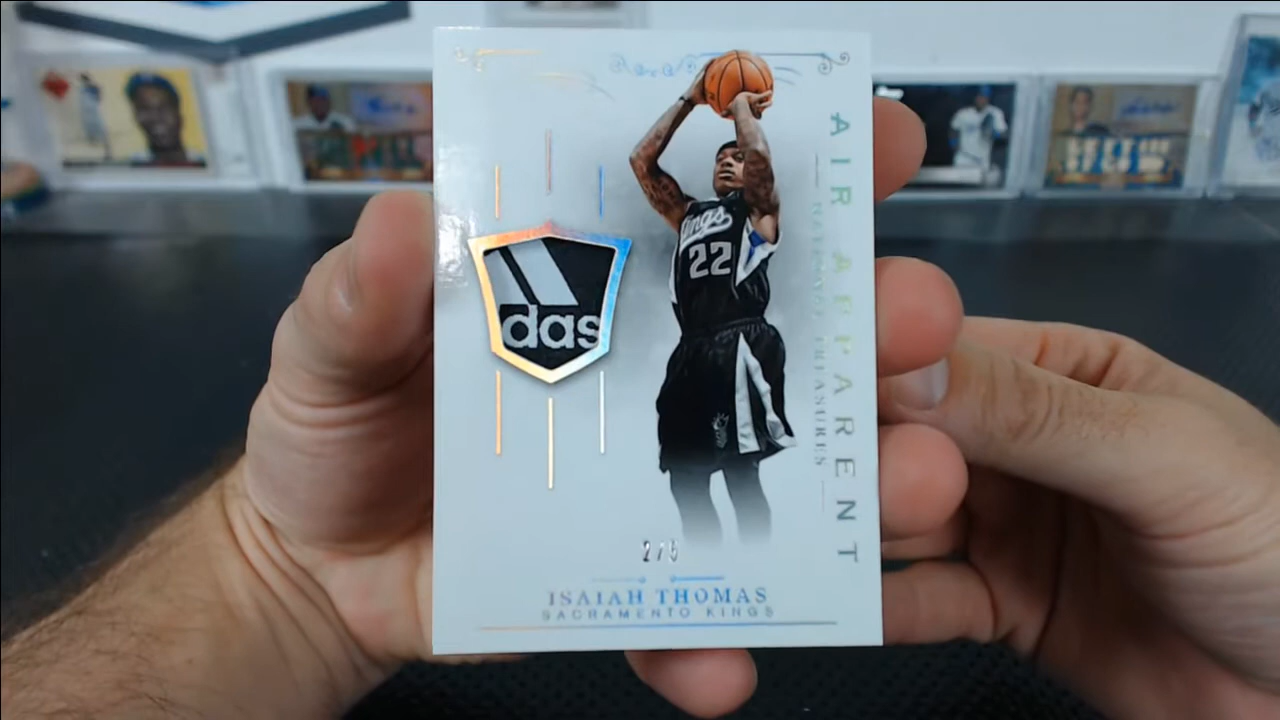 AIR APPARENT
NATIONAL TREASURES
Kings
22
das
2/5
ISAIAH THOMAS
SACRAMENTO KINGS